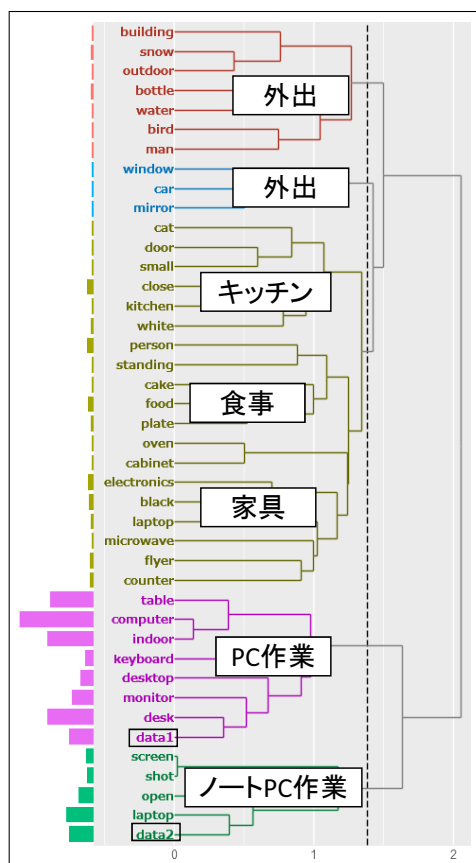 building
snow
outdoor
bottle
外出
water
bird
man
window
car
外出
mirror
cat
door
small
close
キッチン
kitchen
white
person
standing
cake
food
食事
plate
oven
cabinet
electronics
black
家具
laptop
microwave
flyer
counter
table
computer
indoor
keyboard
PC作業
desktop
monitor
desk
data1
screen
shot
ノートPC作業
open
laptop
data2
0 1 2